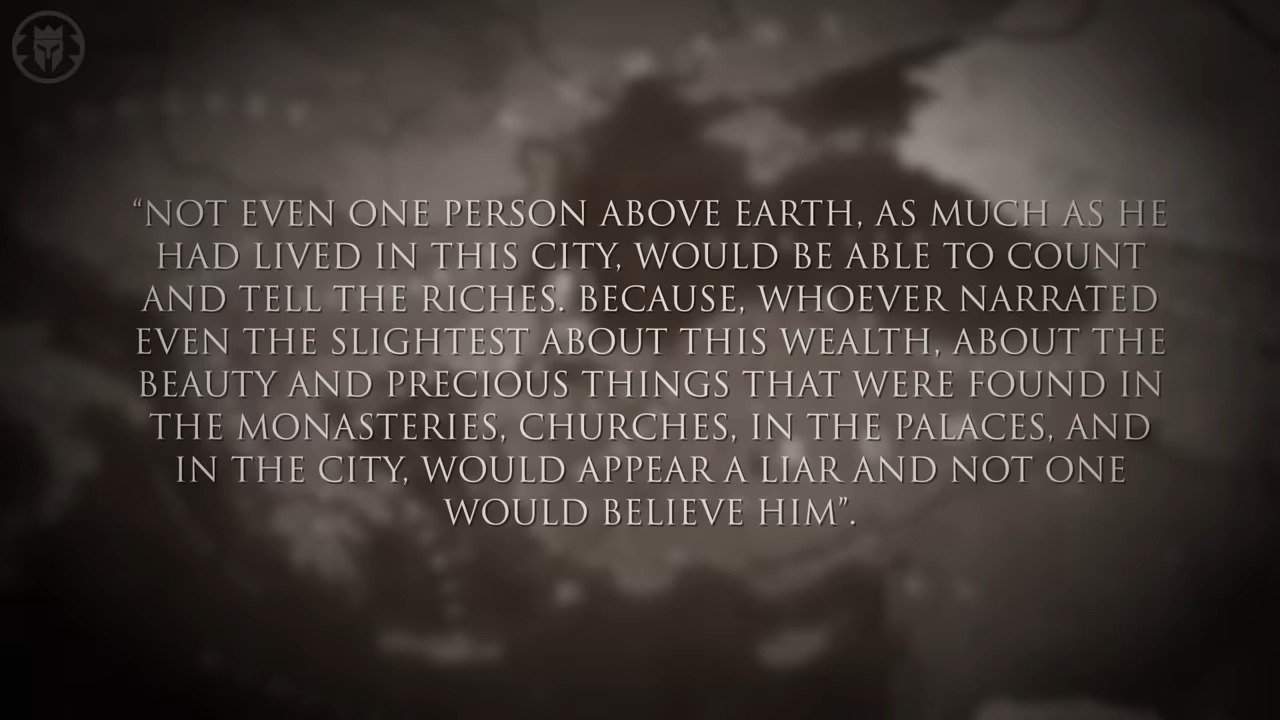 “NOT EVEN ONE PERSON ABOVE EARTH, AS MUCH AS HE
HAD LIVED IN THIS CITY, WOULD BE ABLE TO COUNT
AND TELL THE RICHES. BECAUSE, WHOEVER NARRATED
EVEN THE SLIGHTEST ABOUT THIS WEALTH, ABOUT THE
BEAUTY AND PRECIOUS THINGS THAT WERE FOUND IN
THE MONASTERIES, CHURCHES, IN THE PALACES, AND
IN THE CITY, WOULD APPEAR A LIAR AND NOT ONE
WOULD BELIEVE HIM”.